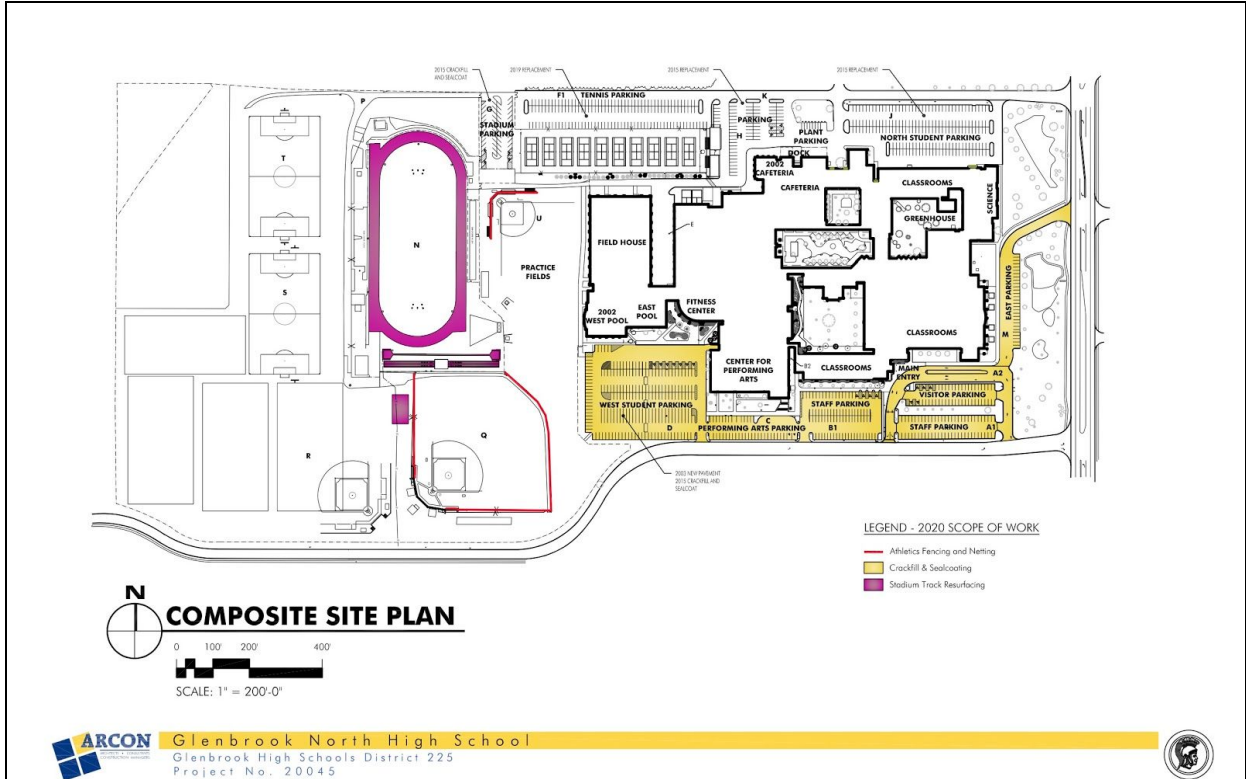 2015 CRACKFILL
AND SEALCOAT
2019 REPLACEMENT
2015 REPLACEMENT
2015 REPLACEMENT
P
G
STADIUM
PARKING
F1
TENNIS PARKING
K
PARKING
H
PLANT
PARKING
DOCK
J
NORTH STUDENT PARKING
2002
CAFETERIA
CAFETERIA
CLASSROOMS
SCIENCE
GREENHOUSE
T
N
U
FIELD HOUSE
E
PRACTICE
FIELDS
S
2002
WEST POOL
EAST
POOL
FITNESS
CENTER
EAST PARKING
M
CLASSROOMS
CENTER FOR
PERFORMING
ARTS
B2
CLASSROOMS
MAIN
ENTRY
A2
VISITOR PARKING
WEST STUDENT PARKING
D
C
PERFORMING ARTS PARKING
STAFF PARKING
B1
STAFF PARKING
A1
R
Q
2003 NEW PAVEMENT
2015 CRACKFILL AND
SEALCOAT
LEGEND - 2020 SCOPE OF WORK
Athletics Fencing and Netting
Crackfill & Sealcoating
Stadium Track Resurfacing
N
COMPOSITE SITE PLAN
0 100' 200' 400'
SCALE: 1" = 200'-0"
ARCON
ARCHITECTS • CONSULTANTS
CONSTRUCTION MANAGERS
Glenbrook North High School
Glenbrook High Schools District 225
Project No. 20045